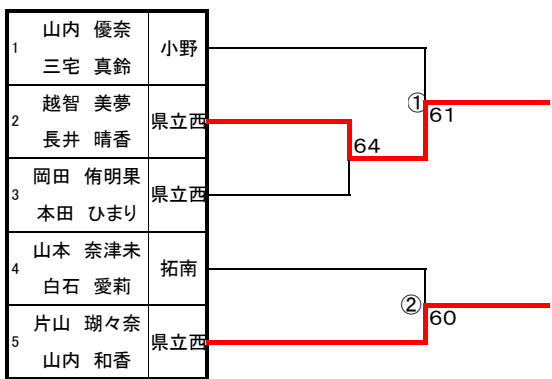 1 山内 優奈 小野
三宅 真鈴
2 越智 美夢 県立西
長井 晴香
3 岡田 侑明果 県立西
本田 ひまり
4 山本 奈津未 拓南
白石 愛莉
5 片山 瑚々奈 県立西
山内 和香
① 61
64
② 60